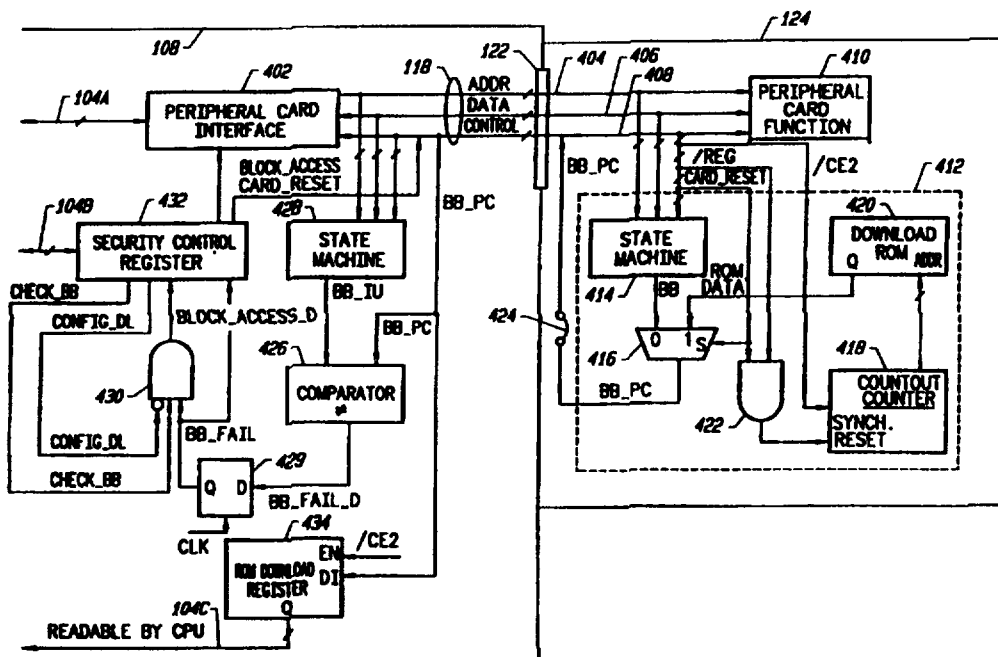 108
124
402
118
122
404
406
408
410
104A
PERIPHERAL CARD
INTERFACE
ADDR
DATA
CONTROL
PERIPHERAL
CARD
FUNCTION
BB_PC
/REG
CARD_RESET
/CE2
412
BLOCK_ACCESS
CARD_RESET
BB_PC
432
428
104B
SECURITY CONTROL
REGISTER
STATE
MACHINE
STATE
MACHINE
414
420
DOWNLOAD
ROM
Q
ADDR
CHECK_BB
CONFIG_DL
BLOCK_ACCESS_D
BB_IU
BB_PC
BB
ROM
DATA
424
426
430
COMPARATOR
≠
416
0
1
S
BB_PC
422
418
COUNTOUT
COUNTER
SYNCH.
RESET
CONFIG_DL
BB_FAIL
CHECK_BB
429
Q
D
BB_FAIL_D
CLK
434
EN
/CE2
ROM DOWNLOAD
REGISTER
DI
Q
104C
READABLE BY CPU